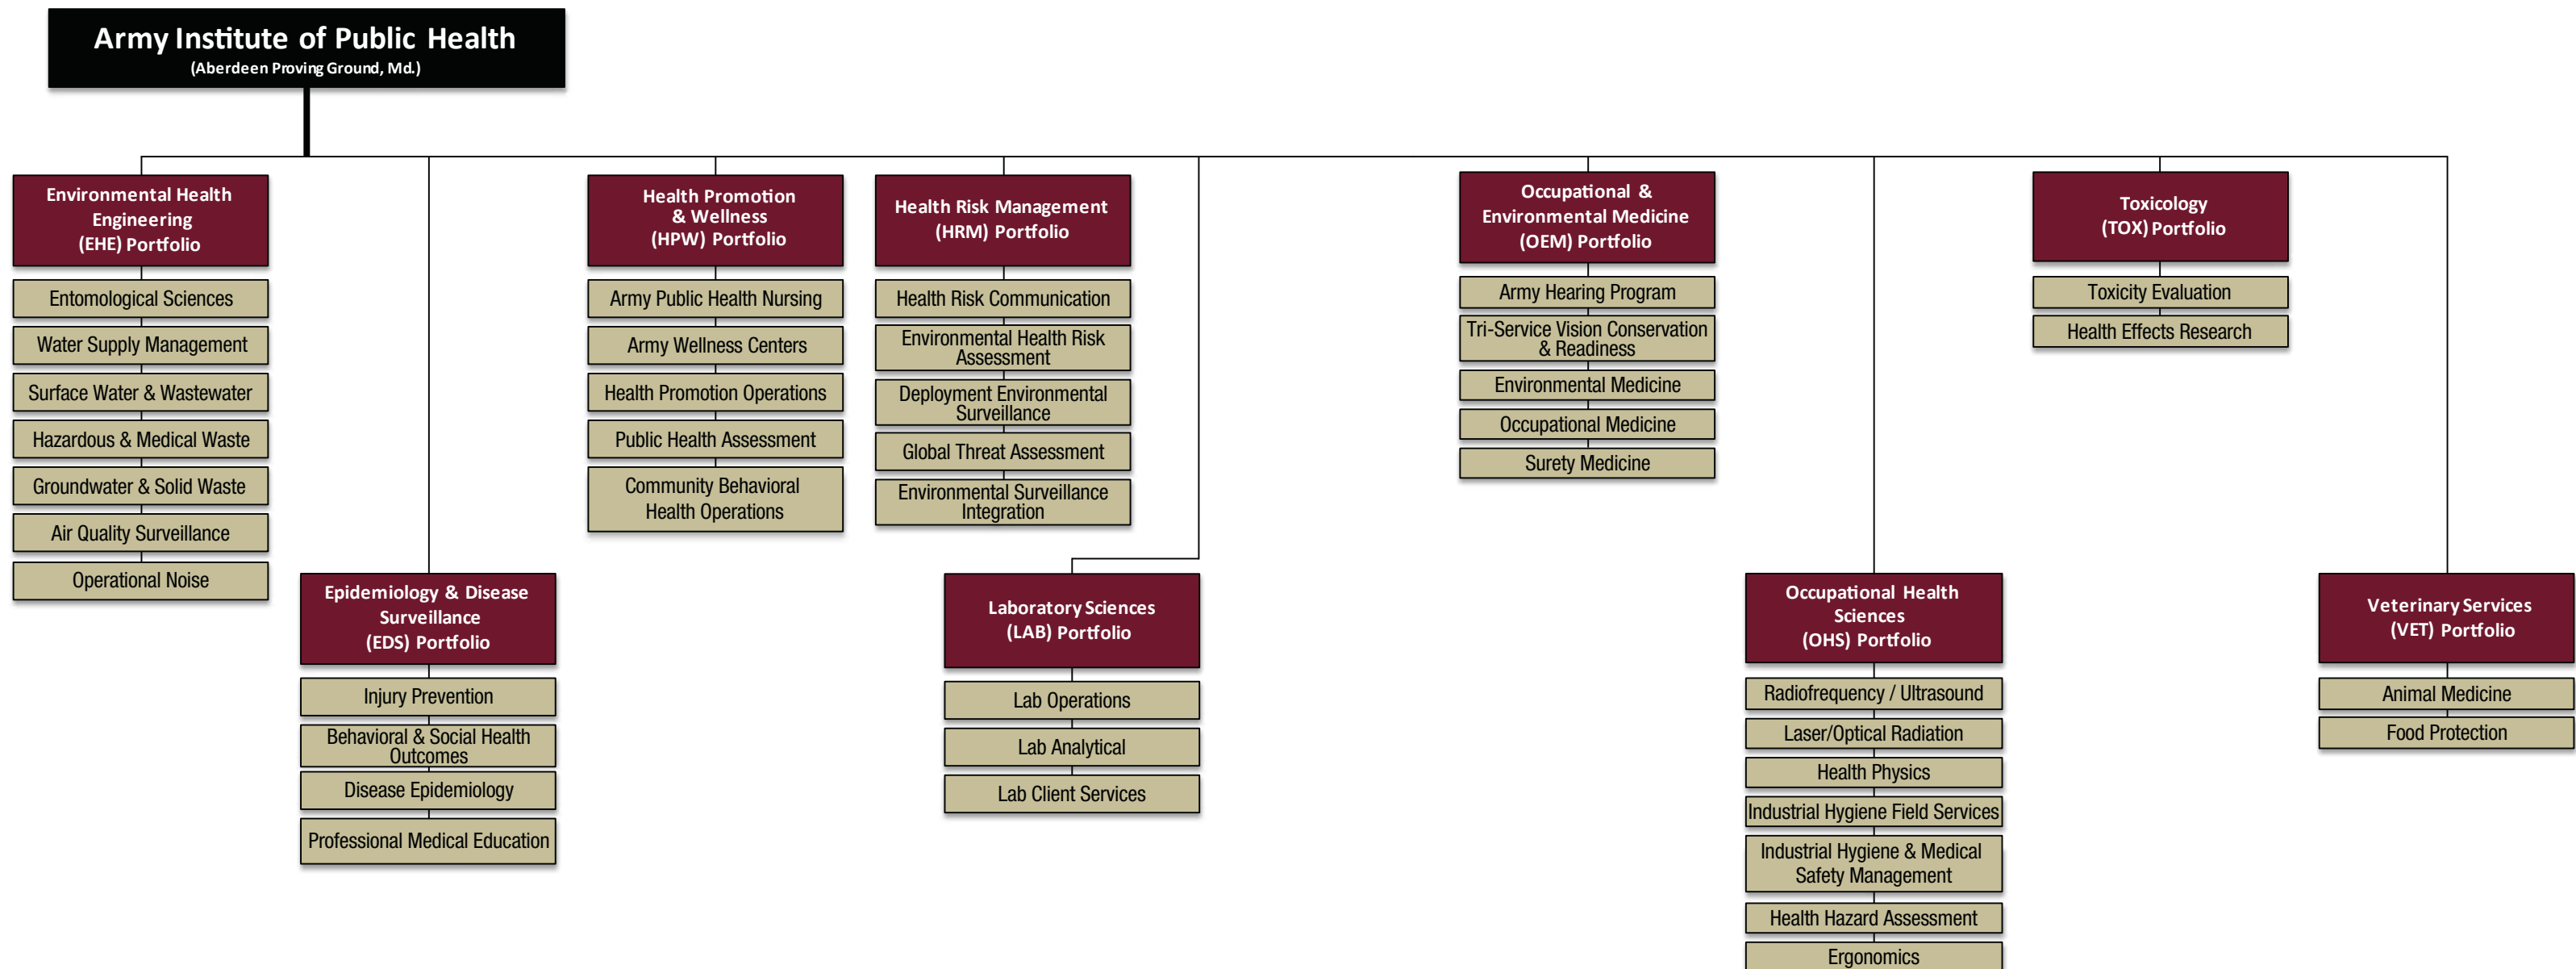 Army Institute of Public Health
(Aberdeen Proving Ground, Md.)
Environmental Health
Engineering
(EHE) Portfolio
Entomological Sciences
Water Supply Management
Surface Water & Wastewater
Hazardous & Medical Waste
Groundwater & Solid Waste
Air Quality Surveillance
Operational Noise
Epidemiology & Disease
Surveillance
(EDS) Portfolio
Injury Prevention
Behavioral & Social Health
Outcomes
Disease Epidemiology
Professional Medical Education
Health Promotion
& Wellness
(HPW) Portfolio
Army Public Health Nursing
Army Wellness Centers
Health Promotion Operations
Public Health Assessment
Community Behavioral
Health Operations
Health Risk Management
(HRM) Portfolio
Health Risk Communication
Environmental Health Risk
Assessment
Deployment Environmental
Surveillance
Global Threat Assessment
Environmental Surveillance
Integration
Laboratory Sciences
(LAB) Portfolio
Lab Operations
Lab Analytical
Lab Client Services
Occupational &
Environmental Medicine
(OEM) Portfolio
Army Hearing Program
Tri-Service Vision Conservation
& Readiness
Environmental Medicine
Occupational Medicine
Surety Medicine
Occupational Health
Sciences
(OHS) Portfolio
Radiofrequency / Ultrasound
Laser/Optical Radiation
Health Physics
Industrial Hygiene Field Services
Industrial Hygiene & Medical
Safety Management
Health Hazard Assessment
Ergonomics
Toxicology
(TOX) Portfolio
Toxicity Evaluation
Health Effects Research
Veterinary Services
(VET) Portfolio
Animal Medicine
Food Protection